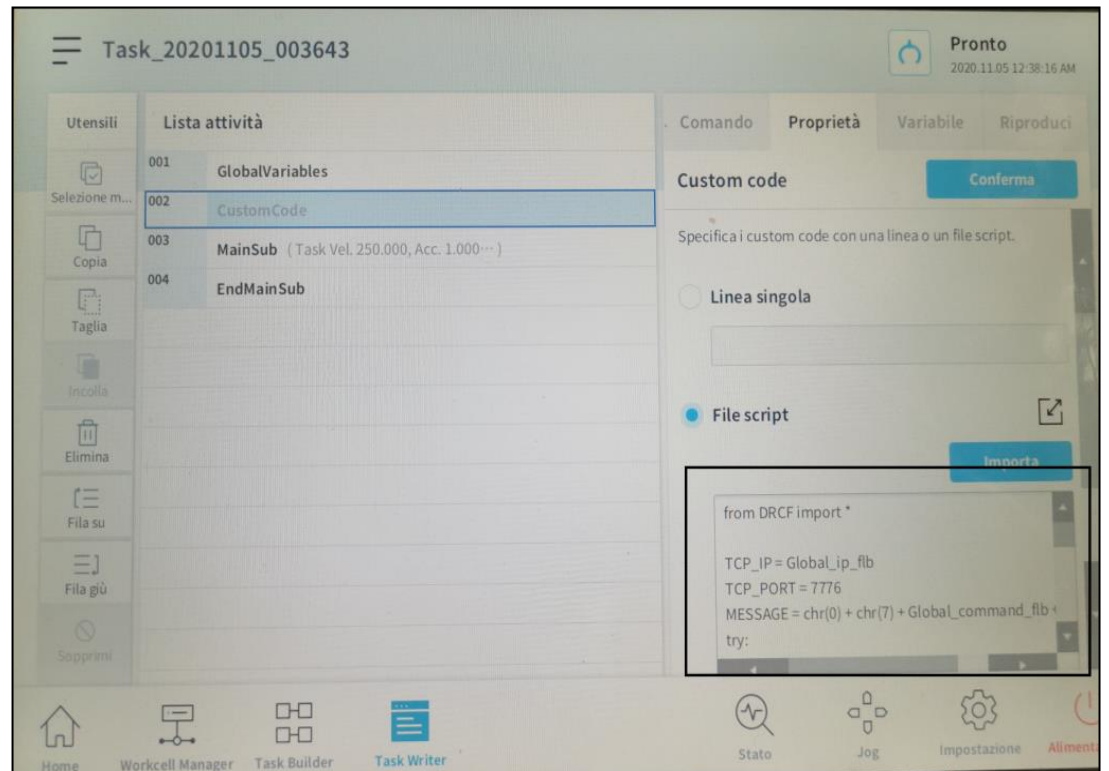 Task_20201105_003643
Pronto
2020.11.05 12:38:16 AM
Utensili
Selezione m...
Copia
Taglia
Incolla
Elimina
Fila su
Fila giù
Sopprimi
Lista attività
001 GlobalVariables
002 CustomCode
003 MainSub ( Task Vel. 250.000, Acc. 1.000··· )
004 EndMainSub
Comando Proprietà Variabile Riproduci
Custom code Conferma
Specifica i custom code con una linea o un file script.
Linea singola
File script
Importa
from DRCF import *
TCP_IP = Global_ip_flb
TCP_PORT = 7776
MESSAGE = chr(0) + chr(7) + Global_command_flb
try:
Home Workcell Manager Task Builder Task Writer Stato Jog Impostazione Aliment